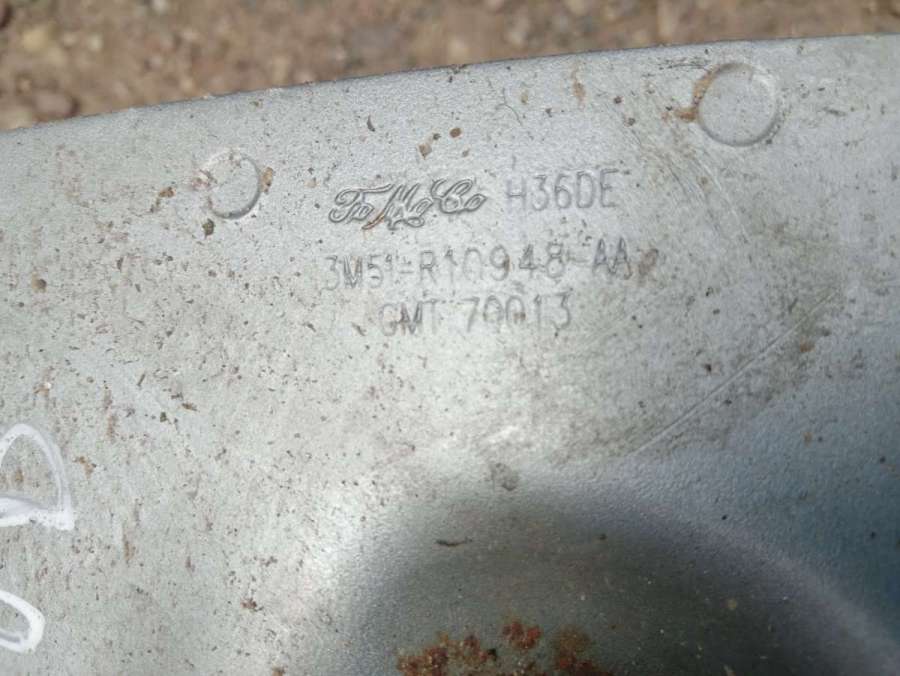 FoMoCo H36DE
3M51-R10948-AA
GMT 70013